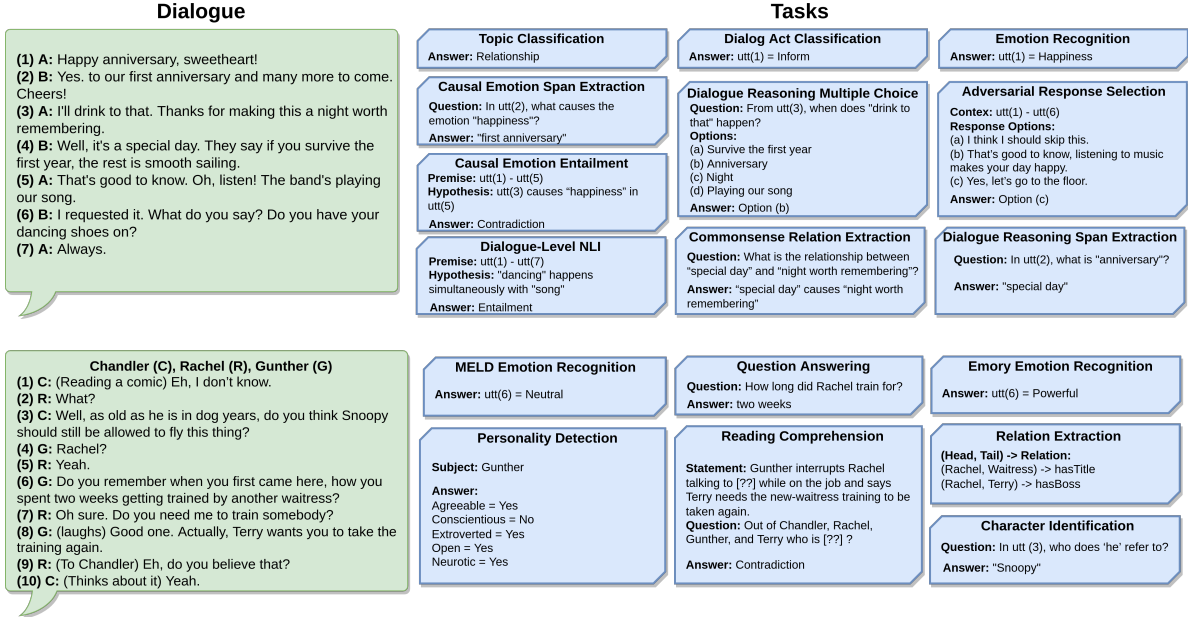 Dialogue
(1) A: Happy anniversary, sweetheart!
(2) B: Yes. to our first anniversary and many more to come.
Cheers!
(3) A: I'll drink to that. Thanks for making this a night worth
remembering.
(4) B: Well, it's a special day. They say if you survive the
first year, the rest is smooth sailing.
(5) A: That's good to know. Oh, listen! The band's playing
our song.
(6) B: I requested it. What do you say? Do you have your
dancing shoes on?
(7) A: Always.
Tasks
Topic Classification
Answer: Relationship
Dialog Act Classification
Answer: utt(1) = Inform
Emotion Recognition
Answer: utt(1) = Happiness
Causal Emotion Span Extraction
Question: In utt(2), what causes the
emotion "happiness"?
Answer: "first anniversary"
Dialogue Reasoning Multiple Choice
Question: From utt(3), when does "drink to
that" happen?
Options:
(a) Survive the first year
(b) Anniversary
(c) Night
(d) Playing our song
Answer: Option (b)
Adversarial Response Selection
Contex: utt(1) - utt(6)
Response Options:
(a) I think I should skip this.
(b) That's good to know, listening to music
makes your day happy.
(c) Yes, let's go to the floor.
Answer: Option (c)
Causal Emotion Entailment
Premise: utt(1) - utt(5)
Hypothesis: utt(3) causes “happiness” in
utt(5)
Answer: Contradiction
Dialogue-Level NLI
Premise: utt(1) - utt(7)
Hypothesis: "dancing" happens
simultaneously with "song"
Answer: Entailment
Commonsense Relation Extraction
Question: What is the relationship between
“special day” and “night worth remembering”?
Answer: “special day” causes “night worth
remembering”
Dialogue Reasoning Span Extraction
Question: In utt(2), what is "anniversary"?
Answer: "special day"
Chandler (C), Rachel (R), Gunther (G)
(1) C: (Reading a comic) Eh, I don’t know.
(2) R: What?
(3) C: Well, as old as he is in dog years, do you think Snoopy
should still be allowed to fly this thing?
(4) G: Rachel?
(5) R: Yeah.
(6) G: Do you remember when you first came here, how you
spent two weeks getting trained by another waitress?
(7) R: Oh sure. Do you need me to train somebody?
(8) G: (laughs) Good one. Actually, Terry wants you to take the
training again.
(9) R: (To Chandler) Eh, do you believe that?
(10) C: (Thinks about it) Yeah.
MELD Emotion Recognition
Answer: utt(6) = Neutral
Question Answering
Question: How long did Rachel train for?
Answer: two weeks
Emory Emotion Recognition
Answer: utt(6) = Powerful
Personality Detection
Subject: Gunther
Answer:
Agreeable = Yes
Conscientious = No
Extroverted = Yes
Open = Yes
Neurotic = Yes
Reading Comprehension
Statement: Gunther interrupts Rachel
talking to [??] while on the job and says
Terry needs the new-waitress training to be
taken again.
Question: Out of Chandler, Rachel,
Gunther, and Terry who is [??] ?
Answer: Contradiction
Relation Extraction
(Head, Tail) -> Relation:
(Rachel, Waitress) -> hasTitle
(Rachel, Terry) -> hasBoss
Character Identification
Question: In utt (3), who does ‘he’ refer to?
Answer: "Snoopy"